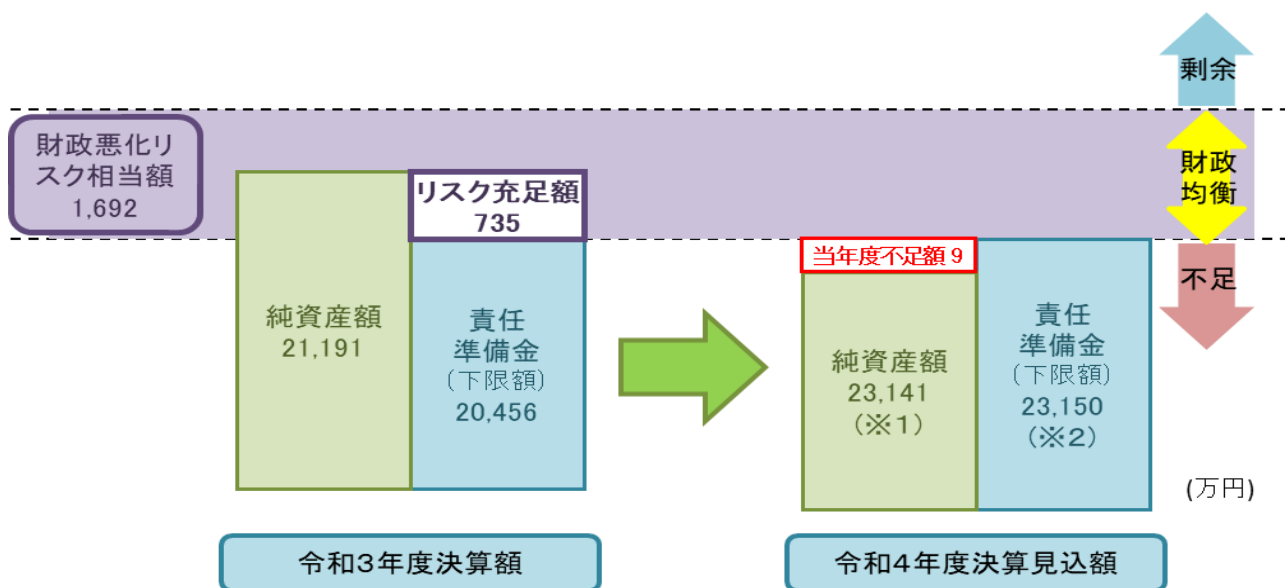 剰余
財政悪化リ
スク相当額
1,692
財政
均衡
リスク充足額
735
当年度不足額 9
不足
純資産額
21,191
責任
準備金
(下限額)
20,456
純資産額
23,141
(※1)
責任
準備金
(下限額)
23,150
(※2)
(万円)
令和3年度決算額
令和4年度決算見込額